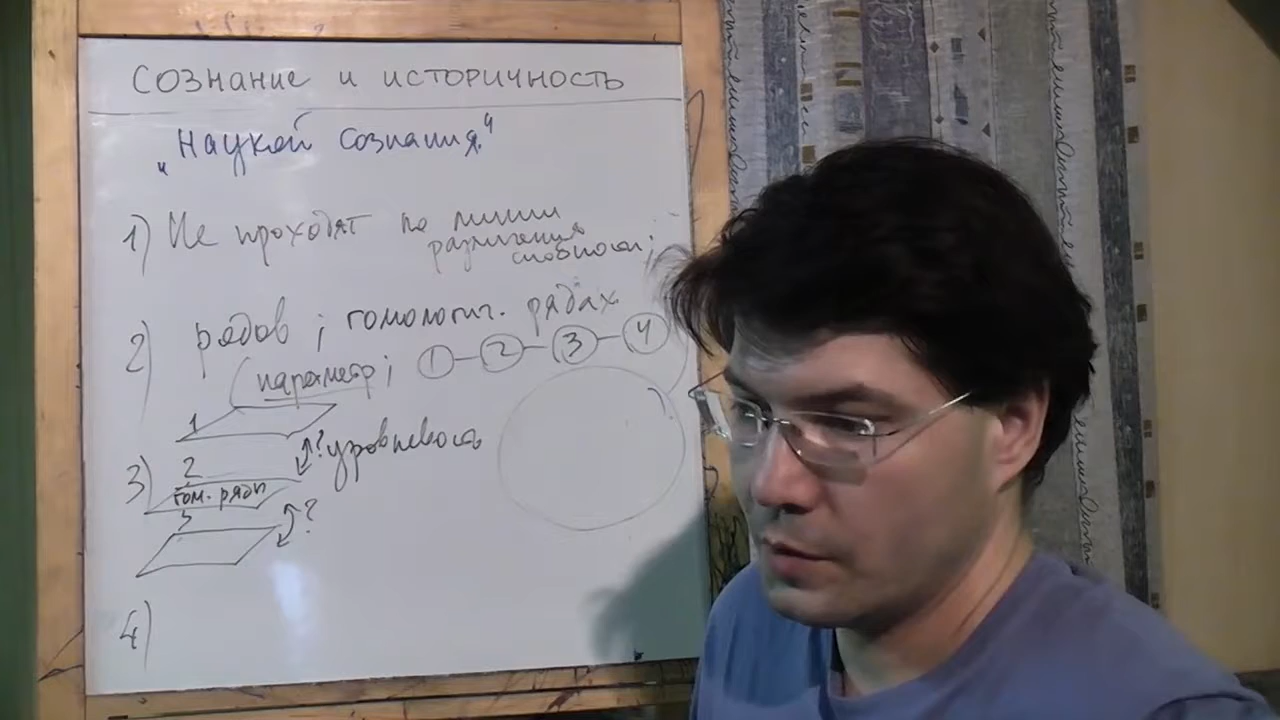 СОЗНАНИЕ И ИСТОРИЧНОСТЬ
„Наукой сознания“
1) Не проходят по линии
различения
способности;
2) рядов ; гомологич. рядах
(параметр; 1 2 3 4
1
?уровневость
3) 2
гом. ряды
3 ?
4)